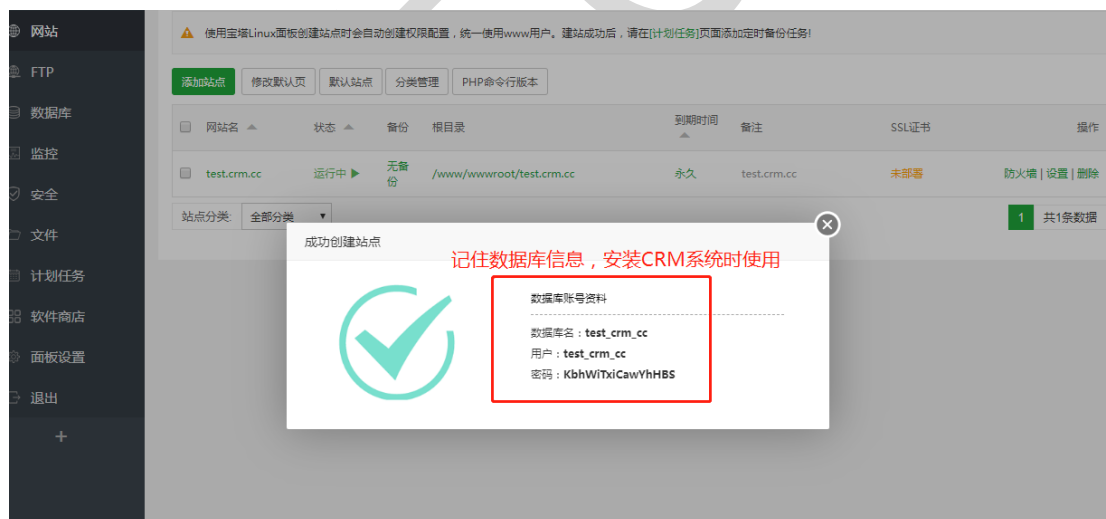 网站
FTP
数据库
监控
安全
文件
计划任务
软件商店
面板设置
退出
使用宝塔Linux面板创建站点时会自动创建权限配置，统一使用www用户。建站成功后，请在[计划任务]页面添加定时备份任务!
添加站点 修改默认页 默认站点 分类管理 PHP命令行版本
网站名 状态 备份 根目录 到期时间 备注 SSL证书 操作
test.crm.cc 运行中 无备份 /www/wwwroot/test.crm.cc 永久 test.crm.cc 未部署 防火墙 | 设置 | 删除
站点分类: 全部分类 1 共1条数据
成功创建站点
记住数据库信息，安装CRM系统时使用
数据库账号资料
数据库名：test_crm_cc
用户：test_crm_cc
密码：KbhWiTxiCawYhHBS